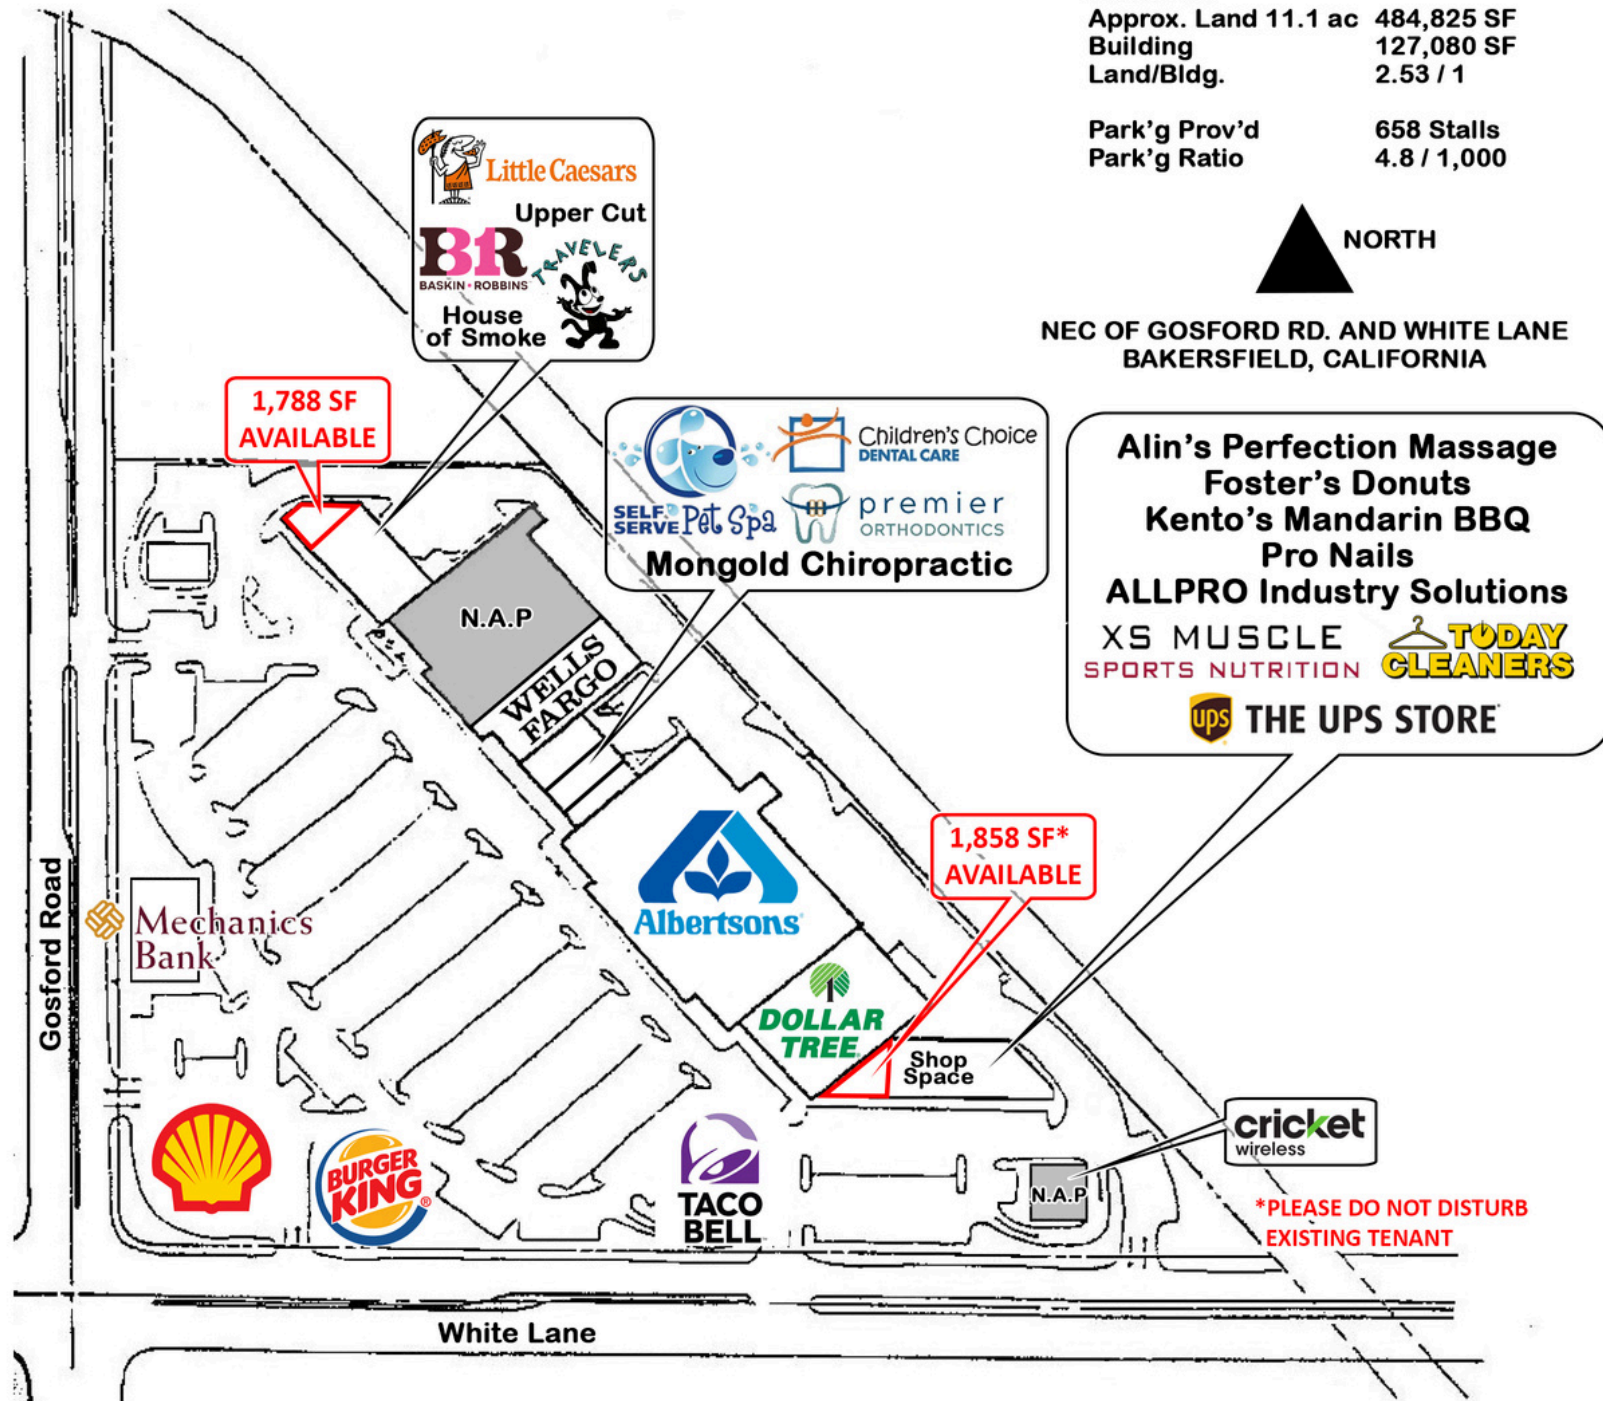 Approx. Land 11.1 ac 484,825 SF
Building 127,080 SF
Land/Bldg. 2.53 / 1
Park'g Prov'd 658 Stalls
Park'g Ratio 4.8 / 1,000
NORTH
NEC OF GOSFORD RD. AND WHITE LANE
BAKERSFIELD, CALIFORNIA
Little Caesars
Upper Cut
BR
BASKIN • ROBBINS
TRAVELERS
House
of Smoke
1,788 SF
AVAILABLE
SELF
SERVE Pet Spa
Children's Choice
DENTAL CARE
premier
ORTHODONTICS
Mongold Chiropractic
Alin's Perfection Massage
Foster's Donuts
Kento's Mandarin BBQ
Pro Nails
ALLPRO Industry Solutions
XS MUSCLE
SPORTS NUTRITION
TODAY
CLEANERS
ups THE UPS STORE
N.A.P
WELLS
FARGO
Albertsons®
1,858 SF*
AVAILABLE
DOLLAR
TREE
Shop
Space
Mechanics
Bank
Gosford Road
BURGER
KING®
TACO
BELL
cricket
wireless
N.A.P
*PLEASE DO NOT DISTURB
EXISTING TENANT
White Lane